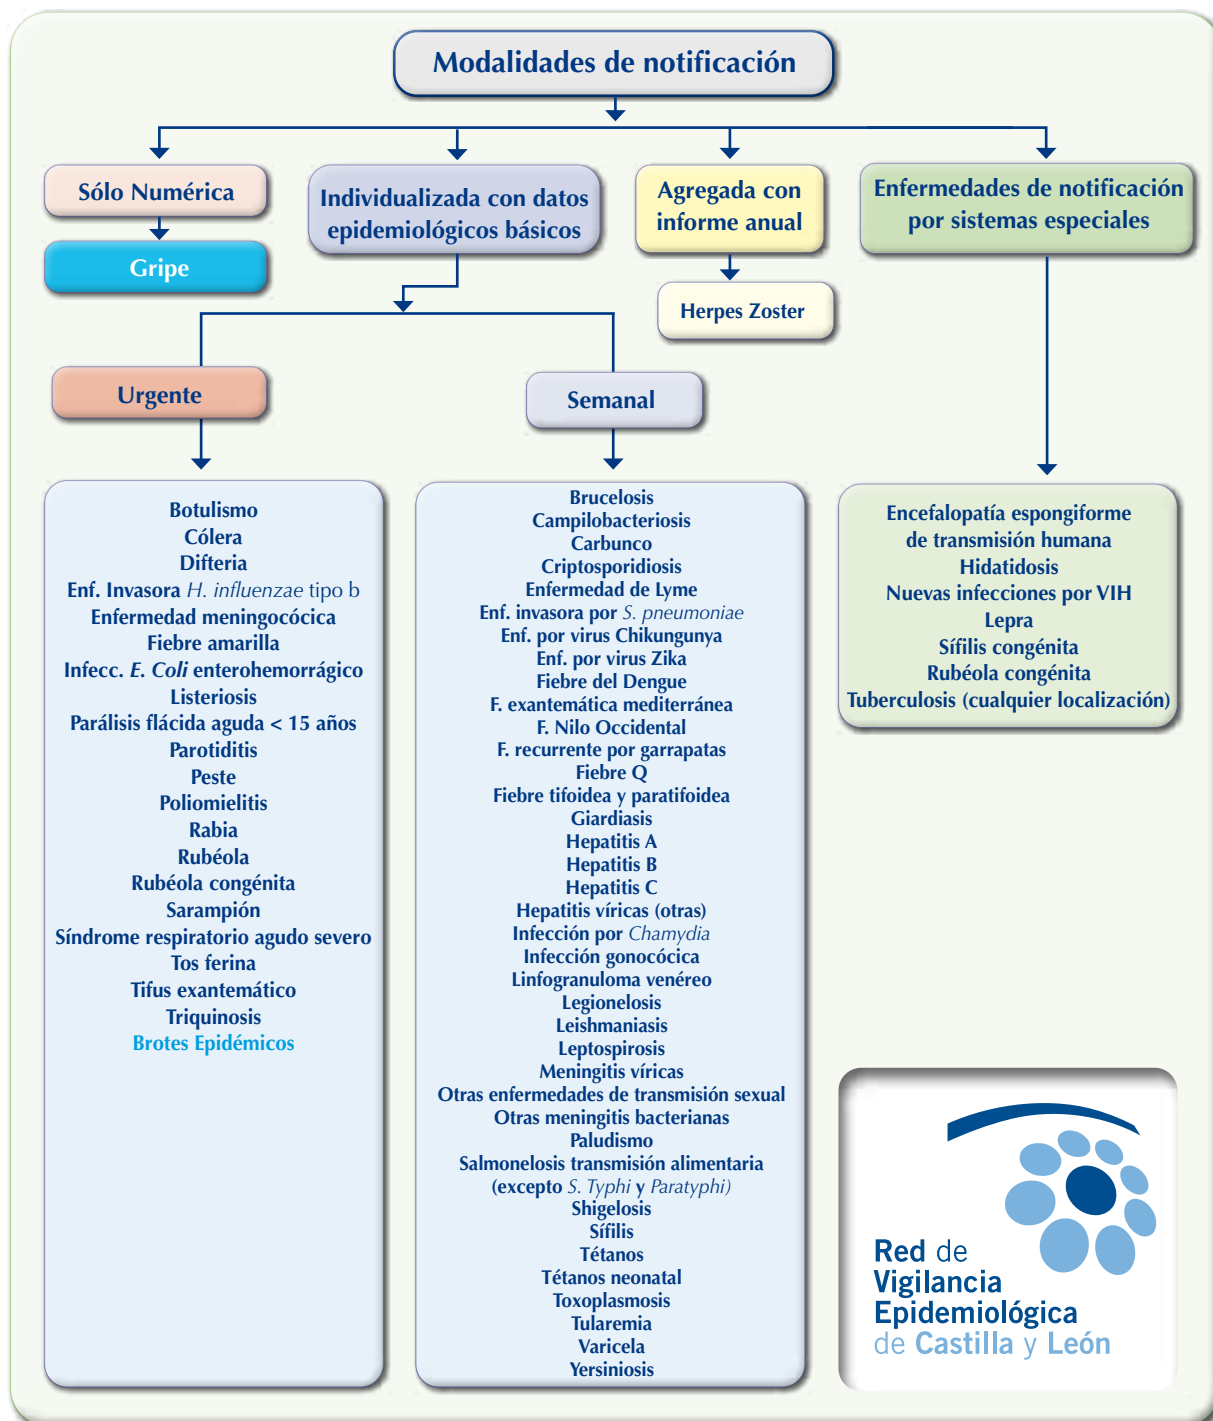 Modalidades de notificación
Sólo Numérica
Gripe
Individualizada con datos
epidemiológicos básicos
Agregada con
informe anual
Herpes Zoster
Enfermedades de notificación
por sistemas especiales
Urgente
Semanal
Botulismo
Cólera
Difteria
Enf. Invasora H. influenzae tipo b
Enfermedad meningocócica
Fiebre amarilla
Infecc. E. Coli enterohemorrágico
Listeriosis
Parálisis flácida aguda < 15 años
Parotiditis
Peste
Poliomielitis
Rabia
Rubéola
Rubéola congénita
Sarampión
Síndrome respiratorio agudo severo
Tos ferina
Tifus exantemático
Triquinosis
Brotes Epidémicos
Brucelosis
Campilobacteriosis
Carbunco
Criptosporidiosis
Enfermedad de Lyme
Enf. invasora por S. pneumoniae
Enf. por virus Chikungunya
Enf. por virus Zika
Fiebre del Dengue
F. exantemática mediterránea
F. Nilo Occidental
F. recurrente por garrapatas
Fiebre Q
Fiebre tifoidea y paratifoidea
Giardiasis
Hepatitis A
Hepatitis B
Hepatitis C
Hepatitis víricas (otras)
Infección por Chamydia
Infección gonocócica
Linfogranuloma venéreo
Legionelosis
Leishmaniasis
Leptospirosis
Meningitis víricas
Otras enfermedades de transmisión sexual
Otras meningitis bacterianas
Paludismo
Salmonelosis transmisión alimentaria
(excepto S. Typhi y Paratyphi)
Shigelosis
Sífilis
Tétanos
Tétanos neonatal
Toxoplasmosis
Tularemia
Varicela
Yersiniosis
Encefalopatía espongiforme
de transmisión humana
Hidatidosis
Nuevas infecciones por VIH
Lepra
Sífilis congénita
Rubéola congénita
Tuberculosis (cualquier localización)
Red de
Vigilancia
Epidemiológica
de Castilla y León